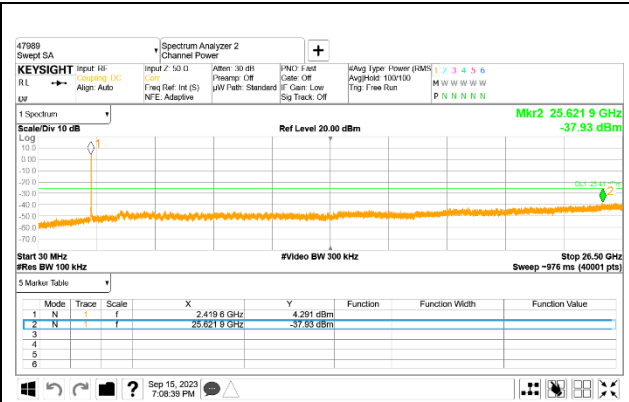 47989
Swept SA
Spectrum Analyzer 2
Channel Power
+
KEYSIGHT
RL
Input: RF
Coupling: DC
Align: Auto
Input Z: 50 Ω
Corr
Freq Ref: Int (S)
NFE: Adaptive
Atten: 30 dB
Preamp: Off
µW Path: Standard
PNO: Fast
Gate: Off
IF Gain: Low
Sig Track: Off
#Avg Type: Power (RMS
Avg|Hold: 100/100
Trig: Free Run
1 2 3 4 5 6
M W W W W W
P N N N N N
1 Spectrum
Mkr2 25.621 9 GHz
Scale/Div 10 dB
Ref Level 20.00 dBm
-37.93 dBm
Log
10.0
0.00
-10.0
-20.0
-30.0
-40.0
-50.0
-60.0
-70.0
1
2
Start 30 MHz
#Video BW 300 kHz
Stop 26.50 GHz
#Res BW 100 kHz
Sweep ~976 ms (40001 pts)
5 Marker Table
Mode Trace Scale X Y Function Function Width Function Value
1 N 1 f 2.419 6 GHz 4.291 dBm
2 N 1 f 25.621 9 GHz -37.93 dBm
3
4
5
6
?
Sep 15, 2023
7:08:39 PM